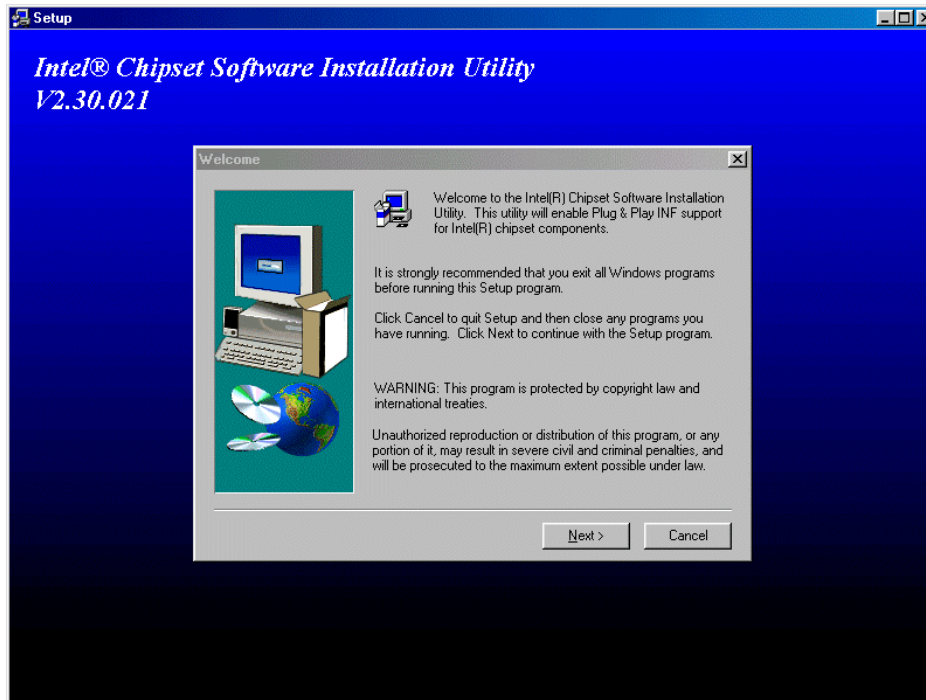 Setup
Intel® Chipset Software Installation Utility
V2.30.021
Welcome
Welcome to the Intel(R) Chipset Software Installation
Utility. This utility will enable Plug & Play INF support
for Intel(R) chipset components.
It is strongly recommended that you exit all Windows programs
before running this Setup program.
Click Cancel to quit Setup and then close any programs you
have running. Click Next to continue with the Setup program.
WARNING: This program is protected by copyright law and
international treaties.
Unauthorized reproduction or distribution of this program, or any
portion of it, may result in severe civil and criminal penalties, and
will be prosecuted to the maximum extent possible under law.
Next >
Cancel